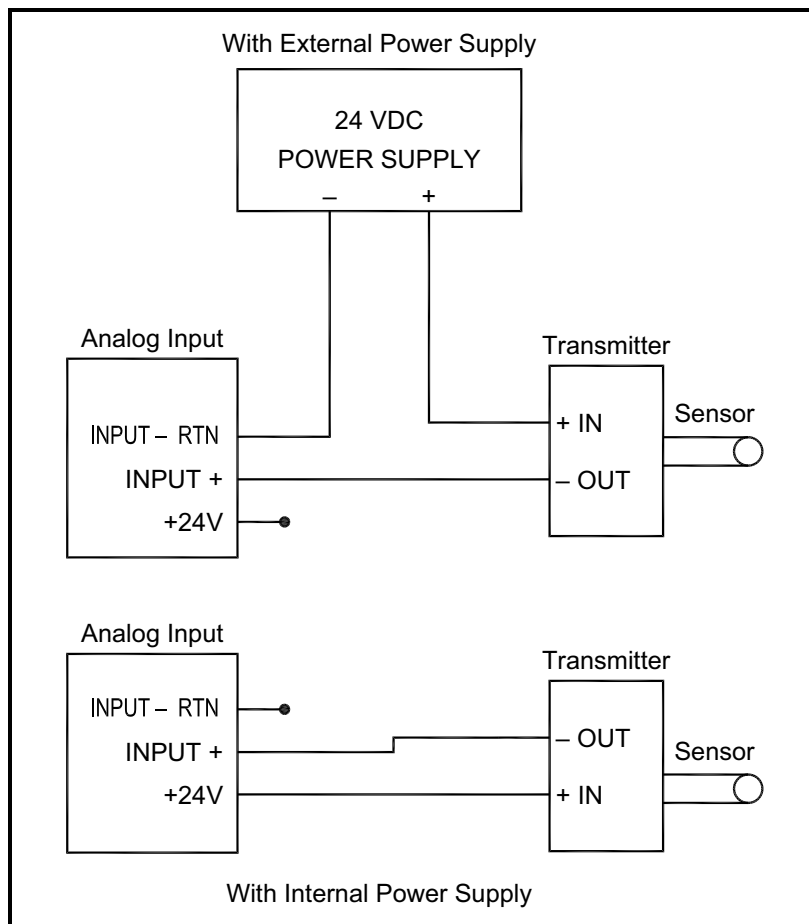 With External Power Supply
24 VDC
POWER SUPPLY
– +
Analog Input
INPUT – RTN
INPUT +
+24V
Transmitter
+ IN
– OUT
Sensor
Analog Input
INPUT – RTN
INPUT +
+24V
Transmitter
– OUT
+ IN
Sensor
With Internal Power Supply